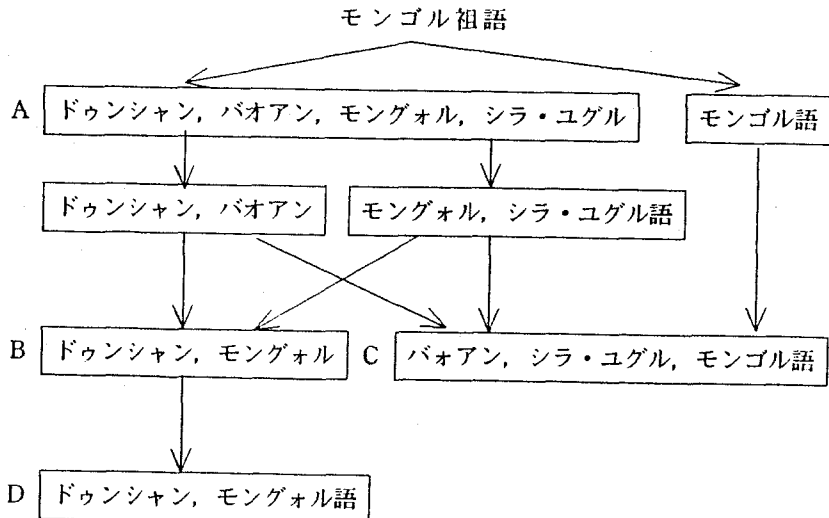 モンゴル祖語
A ドゥンシャン, バオアン, モングォル, シラ・ユグル モンゴル語
ドゥンシャン, バオアン モングォル, シラ・ユグル語
B ドゥンシャン, モングォル C バォアン, シラ・ユグル, モンゴル語
D ドゥンシャン, モングォル語